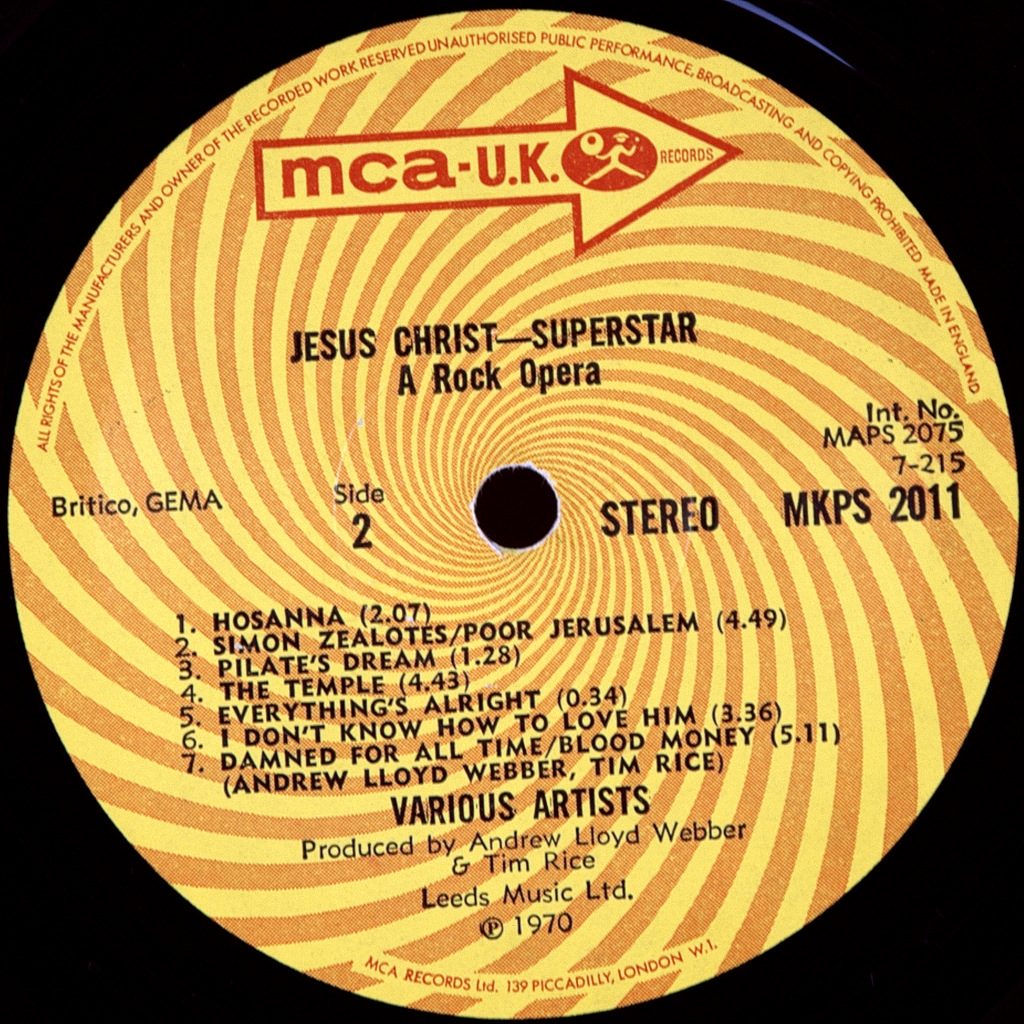 ALL RIGHTS OF THE MANUFACTURERS AND OWNER OF THE RECORDED WORK RESERVED UNAUTHORISED PUBLIC PERFORMANCE, BROADCASTING AND COPYING PROHIBITED MADE IN ENGLAND
mca-U.K. RECORDS
JESUS CHRIST—SUPERSTAR
A Rock Opera
Int. No.
MAPS 2075
7-215
Britico, GEMA
Side
2
STEREO
MKPS 2011
1. HOSANNA (2.07)
2. SIMON ZEALOTES/POOR JERUSALEM (4.49)
3. PILATE'S DREAM (1.28)
4. THE TEMPLE (4.43)
5. EVERYTHING'S ALRIGHT (0.34)
6. I DON'T KNOW HOW TO LOVE HIM (3.36)
7. DAMNED FOR ALL TIME/BLOOD MONEY (5.11)
(ANDREW LLOYD WEBBER, TIM RICE)
VARIOUS ARTISTS
Produced by Andrew Lloyd Webber
& Tim Rice
Leeds Music Ltd.
℗ 1970
MCA RECORDS Ltd. 139 PICCADILLY, LONDON W.1.